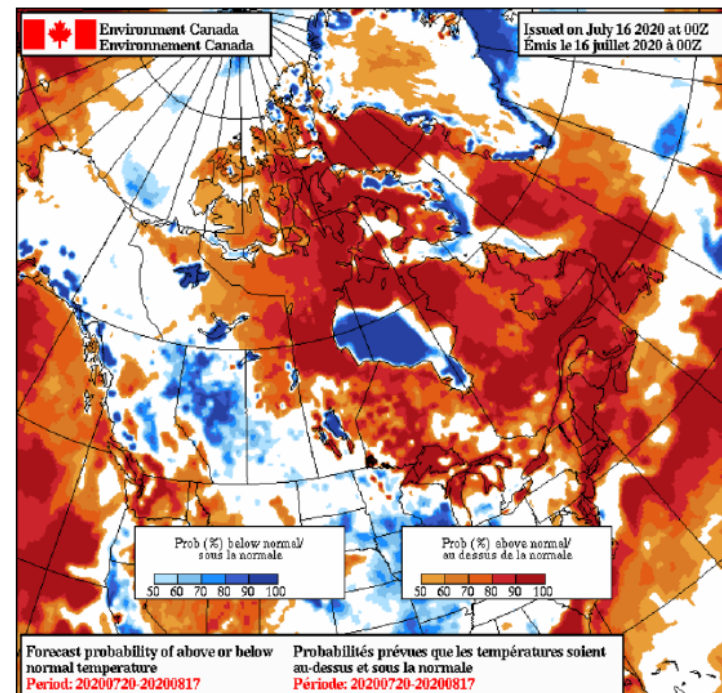 Environment Canada
Environnement Canada
Issued on July 16 2020 at 00Z
Émis le 16 juillet 2020 à 00Z
Prob (%) below normal/
sous la normale
50 60 70 80 90 100
Prob (%) above normal/
au dessus de la normale
50 60 70 80 90 100
Forecast probability of above or below
normal temperature
Period: 20200720-20200817
Probabilités prévues que les températures soient
au-dessus et sous la normale
Période: 20200720-20200817